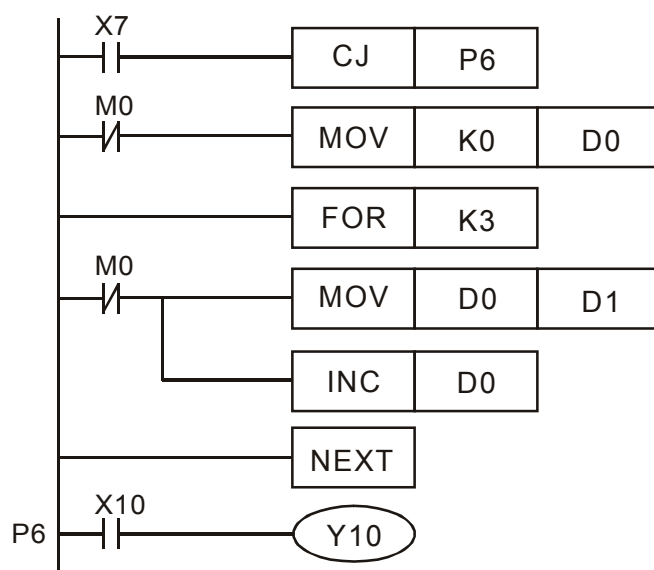 X7
CJ P6
M0
MOV K0 D0
FOR K3
M0
MOV D0 D1
INC D0
NEXT
X10
P6 Y10